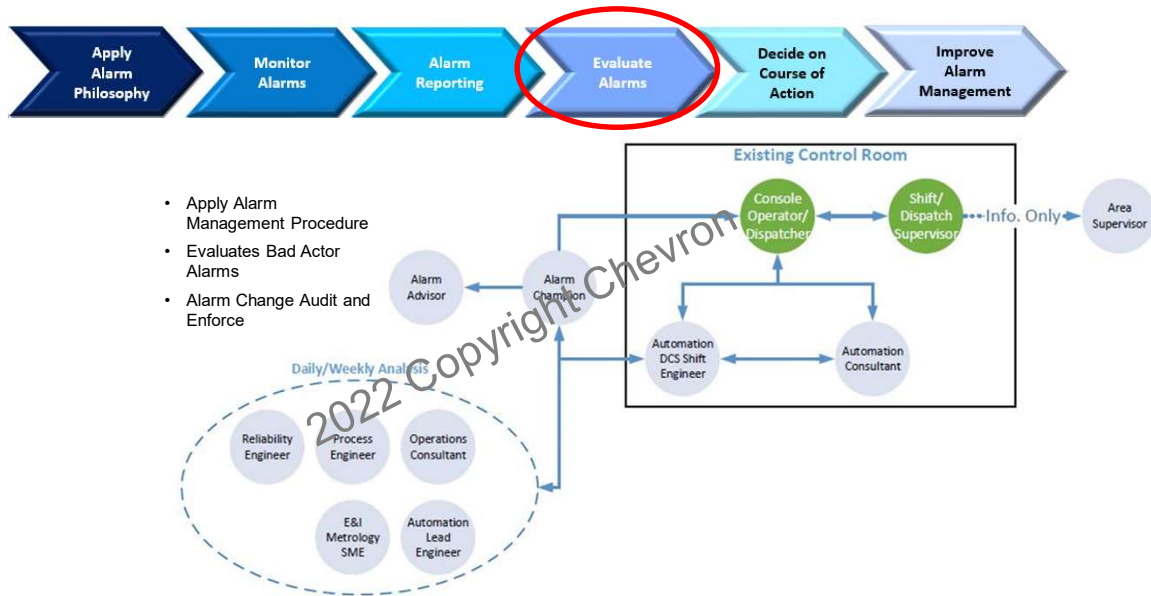 Apply
Alarm
Philosophy
Monitor
Alarms
Alarm
Reporting
Evaluate
Alarms
Decide on
Course of
Action
Improve
Alarm
Management
Existing Control Room
• Apply Alarm
Management Procedure
• Evaluates Bad Actor
Alarms
• Alarm Change Audit and
Enforce
Alarm
Advisor
Alarm
Champion
Console
Operator/
Dispatcher
Shift/
Dispatch
Supervisor
Info. Only
Area
Supervisor
Automation
DCS Shift
Engineer
Automation
Consultant
Daily/Weekly Analysis
Reliability
Engineer
Process
Engineer
Operations
Consultant
E&I
Metrology
SME
Automation
Lead
Engineer
2022 Copyright Chevron